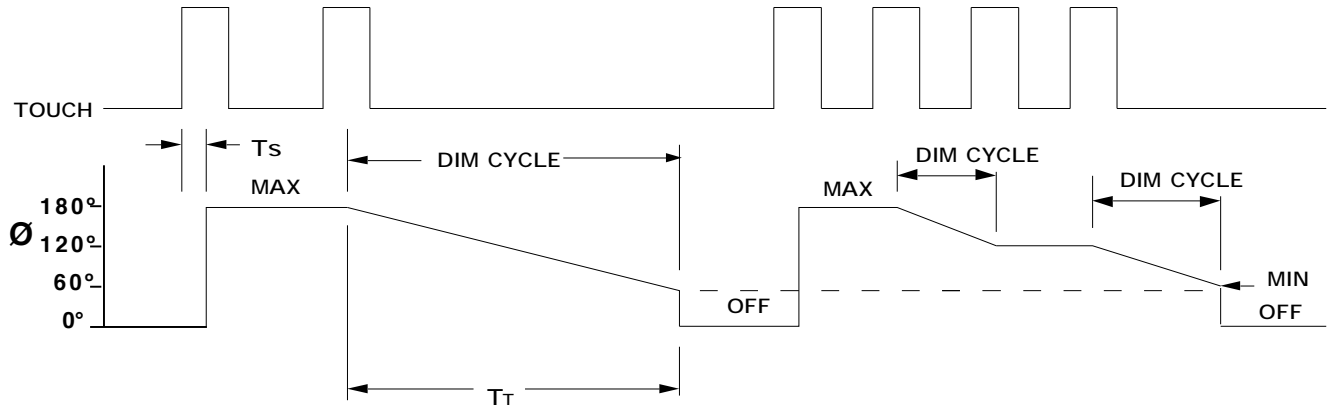 TOUCH
Ts
DIM CYCLE
DIM CYCLE
DIM CYCLE
MAX
MAX
180°
Ø
120°
60°
MIN
OFF
OFF
0°
TT